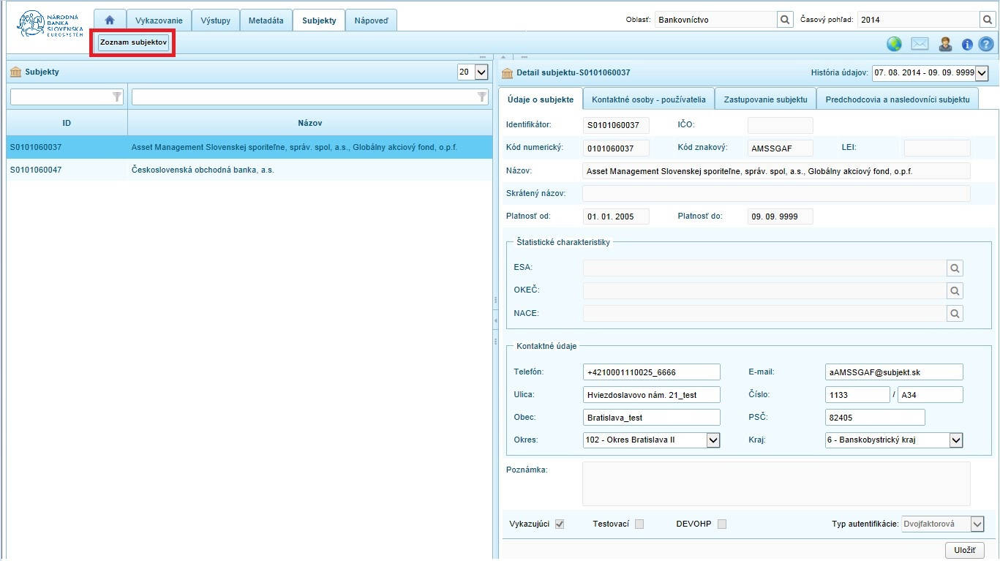 NÁRODNÁ
BANKA
SLOVENSKA
EUROSYSTÉM
Vykazovanie Výstupy Metadáta Subjekty Nápoveď
Oblasť: Bankovníctvo Časový pohľad: 2014
Zoznam subjektov
Subjekty 20
ID Názov
S0101060037 Asset Management Slovenskej sporiteľne, správ. spol, a.s., Globálny akciový fond, o.p.f.
S0101060047 Československá obchodná banka, a.s.
Detail subjektu-S0101060037 História údajov: 07. 08. 2014 - 09. 09. 9999
Údaje o subjekte Kontaktné osoby - používatelia Zastupovanie subjektu Predchodcovia a nasledovníci subjektu
Identifikátor: S0101060037 IČO:
Kód numerický: 0101060037 Kód znakový: AMSSGAF LEI:
Názov: Asset Management Slovenskej sporiteľne, správ. spol, a.s., Globálny akciový fond, o.p.f.
Skrátený názov:
Platnosť od: 01. 01. 2005 Platnosť do: 09. 09. 9999
Štatistické charakteristiky
ESA:
OKEČ:
NACE:
Kontaktné údaje
Telefón: +4210001110025_6666 E-mail: aAMSSGAF@subjekt.sk
Ulica: Hviezdoslavovo nám. 21_test Číslo: 1133 / A34
Obec: Bratislava_test PSČ: 82405
Okres: 102 - Okres Bratislava II Kraj: 6 - Banskobystrický kraj
Poznámka:
Vykazujúci Testovací DEVOHP Typ autentifikácie: Dvojfaktorová
Uložiť